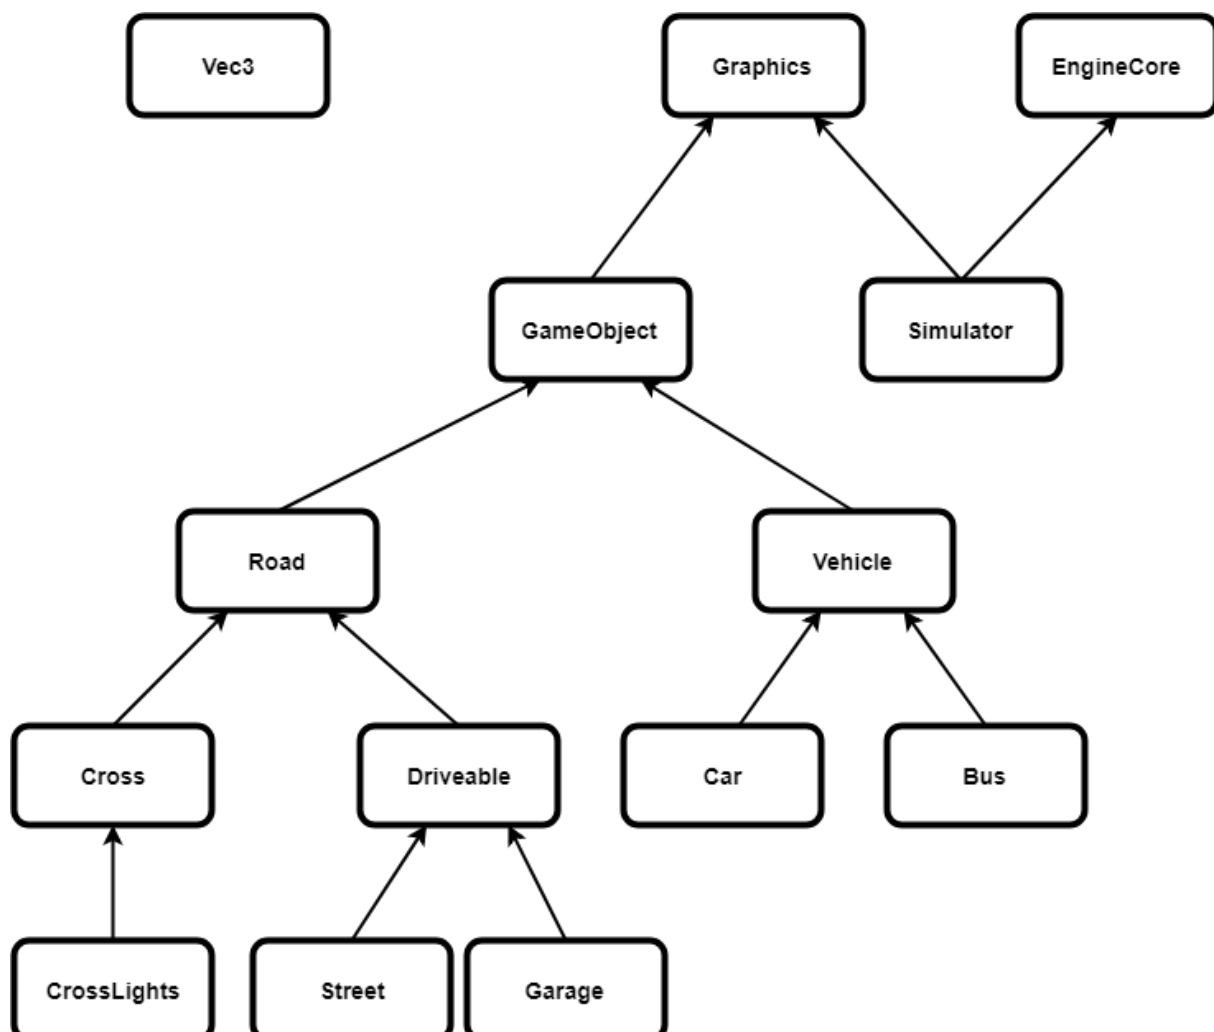 Vec3
Graphics
EngineCore
GameObject
Simulator
Road
Vehicle
Cross
Driveable
Car
Bus
CrossLights
Street
Garage